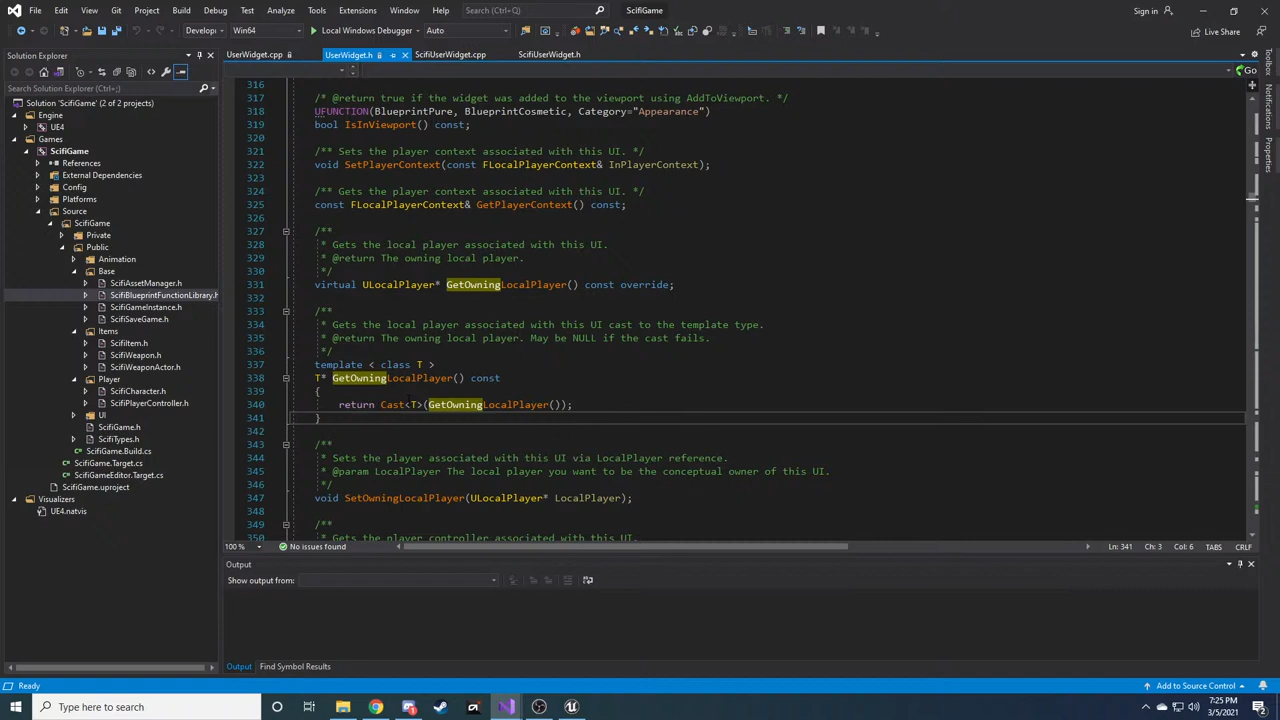 File Edit View Git Project Build Debug Test Analyze Tools Extensions Window Help Search (Ctrl+Q) ScifiGame Sign in
Develop Win64 Local Windows Debugger Auto Live Share
Solution Explorer
UserWidget.cpp UserWidget.h ScifiUserWidget.cpp ScifiUserWidget.h
Go
Toolbox
Notifications
Properties
Search Solution Explorer (Ctrl+;)
Solution 'ScifiGame' (2 of 2 projects)
Engine
UE4
Games
ScifiGame
References
External Dependencies
Config
Platforms
Source
ScifiGame
Private
Public
Animation
Base
ScifiAssetManager.h
ScifiBlueprintFunctionLibrary.h
ScifiGameInstance.h
ScifiSaveGame.h
Items
ScifiItem.h
ScifiWeapon.h
ScifiWeaponActor.h
Player
ScifiCharacter.h
ScifiPlayerController.h
UI
ScifiGame.h
ScifiTypes.h
ScifiGame.Build.cs
ScifiGame.Target.cs
ScifiGameEditor.Target.cs
ScifiGame.uproject
Visualizers
UE4.natvis
316
317 /* @return true if the widget was added to the viewport using AddToViewport. */
318 UFUNCTION(BlueprintPure, BlueprintCosmetic, Category="Appearance")
319 bool IsInViewport() const;
320
321 /** Sets the player context associated with this UI. */
322 void SetPlayerContext(const FLocalPlayerContext& InPlayerContext);
323
324 /** Gets the player context associated with this UI. */
325 const FLocalPlayerContext& GetPlayerContext() const;
326
327 /**
328 * Gets the local player associated with this UI.
329 * @return The owning local player.
330 */
331 virtual ULocalPlayer* GetOwningLocalPlayer() const override;
332
333 /**
334 * Gets the local player associated with this UI cast to the template type.
335 * @return The owning local player. May be NULL if the cast fails.
336 */
337 template < class T >
338 T* GetOwningLocalPlayer() const
339 {
340 return Cast<T>(GetOwningLocalPlayer());
341 }
342
343 /**
344 * Sets the player associated with this UI via LocalPlayer reference.
345 * @param LocalPlayer The local player you want to be the conceptual owner of this UI.
346 */
347 void SetOwningLocalPlayer(ULocalPlayer* LocalPlayer);
348
349 /**
350 * Gets the player controller associated with this UI.
100 % No issues found Ln: 341 Ch: 3 Col: 6 TABS CRLF
Output
Show output from:
Output Find Symbol Results
Ready Add to Source Control
Type here to search
7:25 PM
3/5/2021